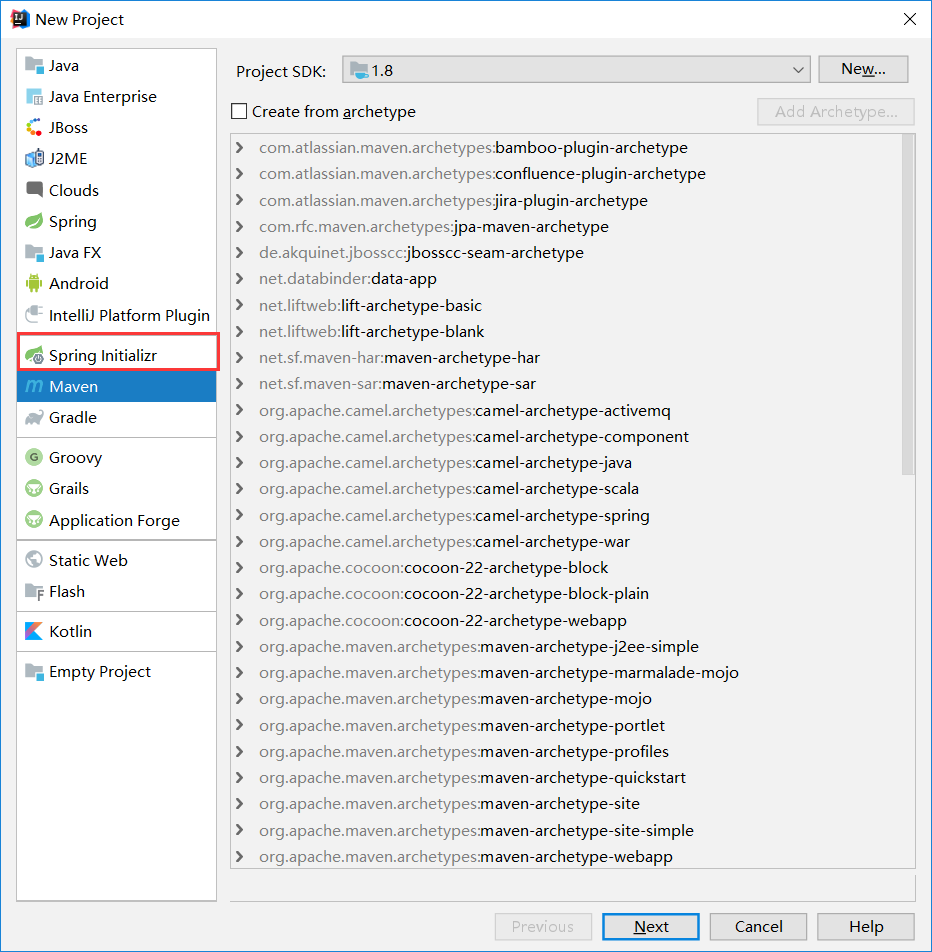 New Project
Java
Java Enterprise
JBoss
J2ME
Clouds
Spring
Java FX
Android
IntelliJ Platform Plugin
Spring Initializr
Maven
Gradle
Groovy
Grails
Application Forge
Static Web
Flash
Kotlin
Empty Project
Project SDK: 1.8 New...
Create from archetype Add Archetype...
com.atlassian.maven.archetypes:bamboo-plugin-archetype
com.atlassian.maven.archetypes:confluence-plugin-archetype
com.atlassian.maven.archetypes:jira-plugin-archetype
com.rfc.maven.archetypes:jpa-maven-archetype
de.akquinet.jbosscc:jbosscc-seam-archetype
net.databinder:data-app
net.liftweb:lift-archetype-basic
net.liftweb:lift-archetype-blank
net.sf.maven-har:maven-archetype-har
net.sf.maven-sar:maven-archetype-sar
org.apache.camel.archetypes:camel-archetype-activemq
org.apache.camel.archetypes:camel-archetype-component
org.apache.camel.archetypes:camel-archetype-java
org.apache.camel.archetypes:camel-archetype-scala
org.apache.camel.archetypes:camel-archetype-spring
org.apache.camel.archetypes:camel-archetype-war
org.apache.cocoon:cocoon-22-archetype-block
org.apache.cocoon:cocoon-22-archetype-block-plain
org.apache.cocoon:cocoon-22-archetype-webapp
org.apache.maven.archetypes:maven-archetype-j2ee-simple
org.apache.maven.archetypes:maven-archetype-marmalade-mojo
org.apache.maven.archetypes:maven-archetype-mojo
org.apache.maven.archetypes:maven-archetype-portlet
org.apache.maven.archetypes:maven-archetype-profiles
org.apache.maven.archetypes:maven-archetype-quickstart
org.apache.maven.archetypes:maven-archetype-site
org.apache.maven.archetypes:maven-archetype-site-simple
org.apache.maven.archetypes:maven-archetype-webapp
Previous Next Cancel Help